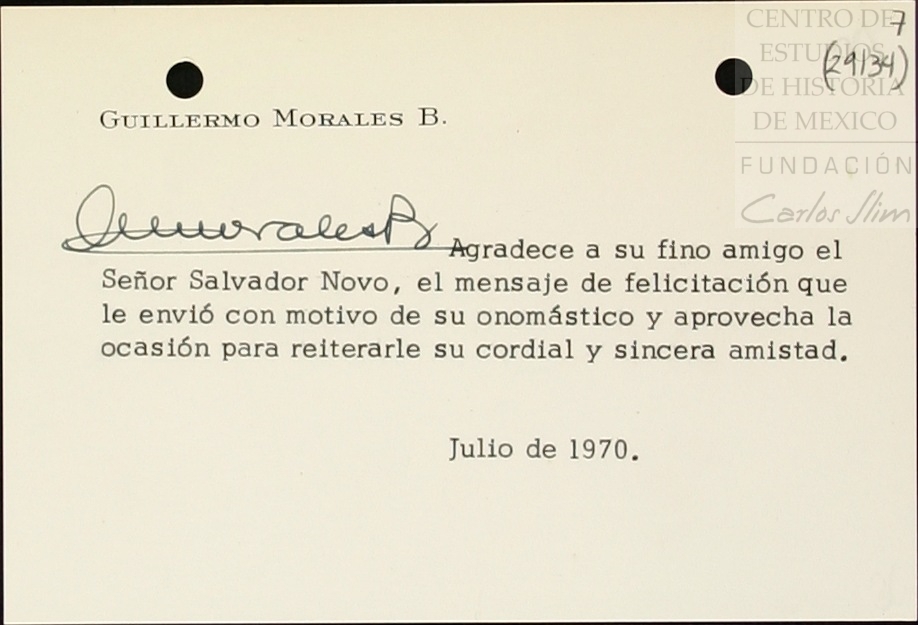 7
(29134)
CENTRO DE
ESTUDIOS
DE HISTORIA
DE MEXICO
FUNDACIÓN
Carlos Slim
GUILLERMO MORALES B.
GMoralesB
Agradece a su fino amigo el
Señor Salvador Novo, el mensaje de felicitación que
le envió con motivo de su onomástico y aprovecha la
ocasión para reiterarle su cordial y sincera amistad.
Julio de 1970.